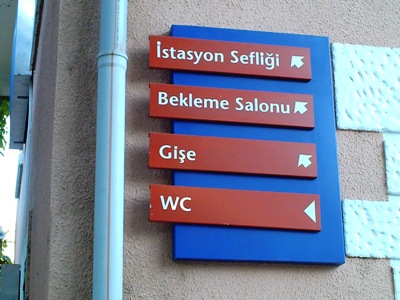 İstasyon Sefliği
Bekleme Salonu
Gişe
WC